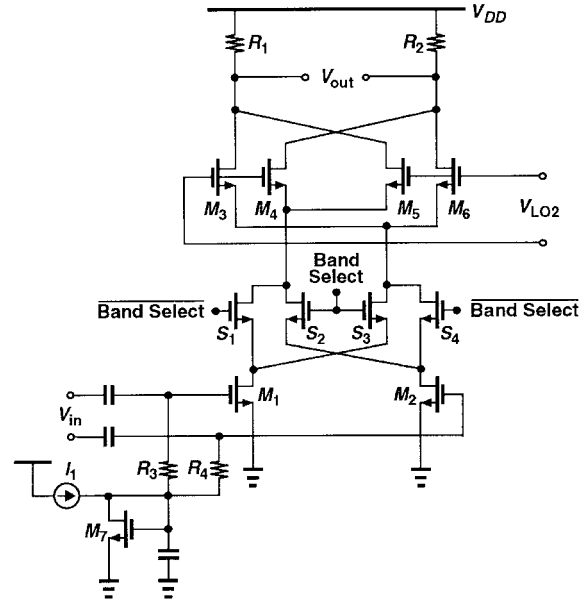 V_DD
R_1
R_2
V_out
M_3
M_4
M_5
M_6
V_LO2
Band
Select
Band Select
Band Select
S_1
S_2
S_3
S_4
V_in
M_1
M_2
R_3
R_4
I_1
M_7